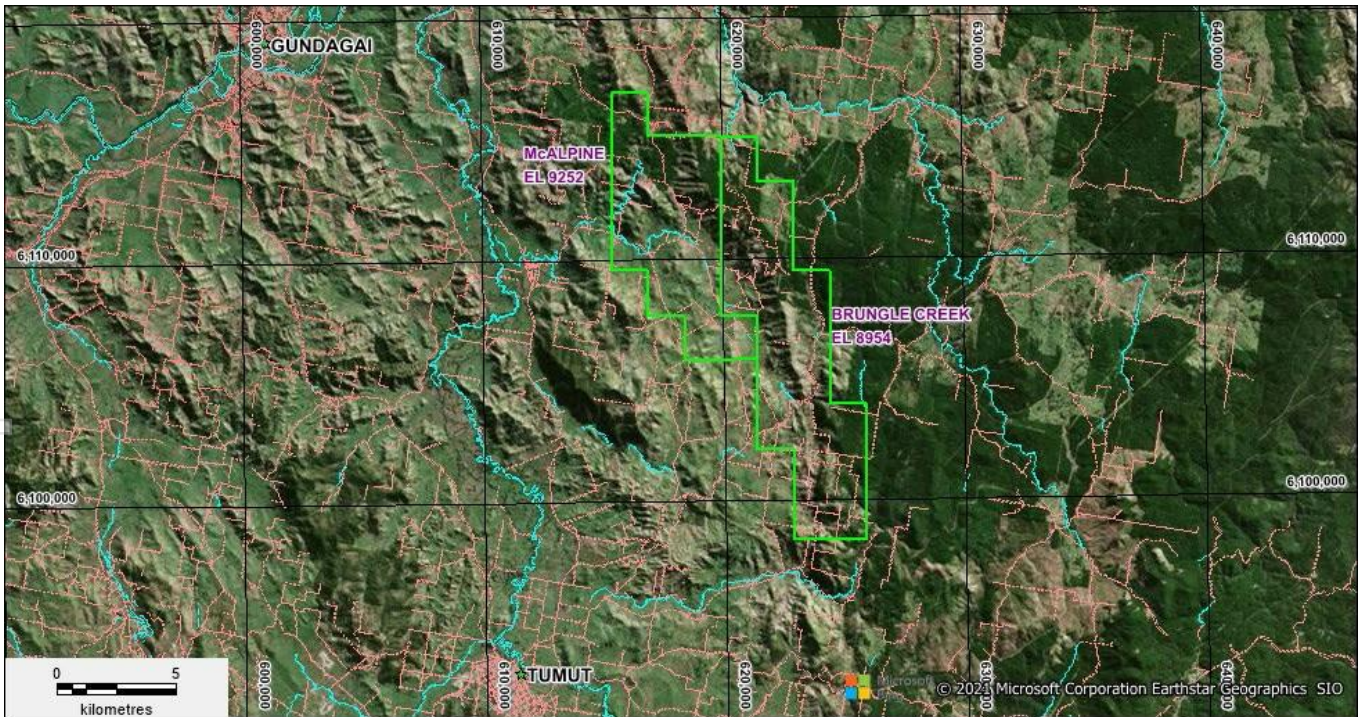 600,000
610,000
620,000
630,000
640,000
GUNDAGAI
McALPINE
EL 9252
6,110,000
6,110,000
BRUNGLE CREEK
EL 8954
6,100,000
6,100,000
0 5
kilometres
600,000
610,000
TUMUT
620,000
630,000
640,000
Microsoft
© 2021 Microsoft Corporation Earthstar Geographics SIO